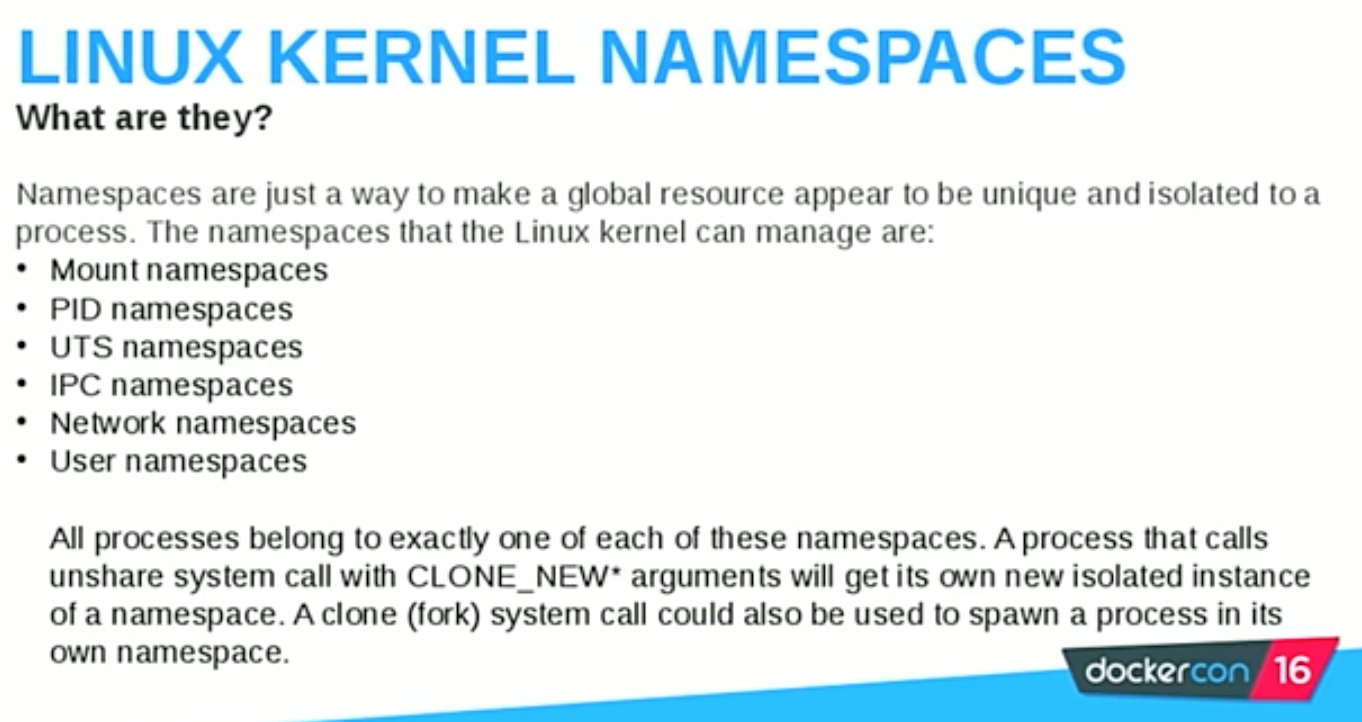 LINUX KERNEL NAMESPACES
What are they?
Namespaces are just a way to make a global resource appear to be unique and isolated to a
process. The namespaces that the Linux kernel can manage are:
• Mount namespaces
• PID namespaces
• UTS namespaces
• IPC namespaces
• Network namespaces
• User namespaces
All processes belong to exactly one of each of these namespaces. A process that calls
unshare system call with CLONE_NEW* arguments will get its own new isolated instance
of a namespace. A clone (fork) system call could also be used to spawn a process in its
own namespace.
dockercon 16